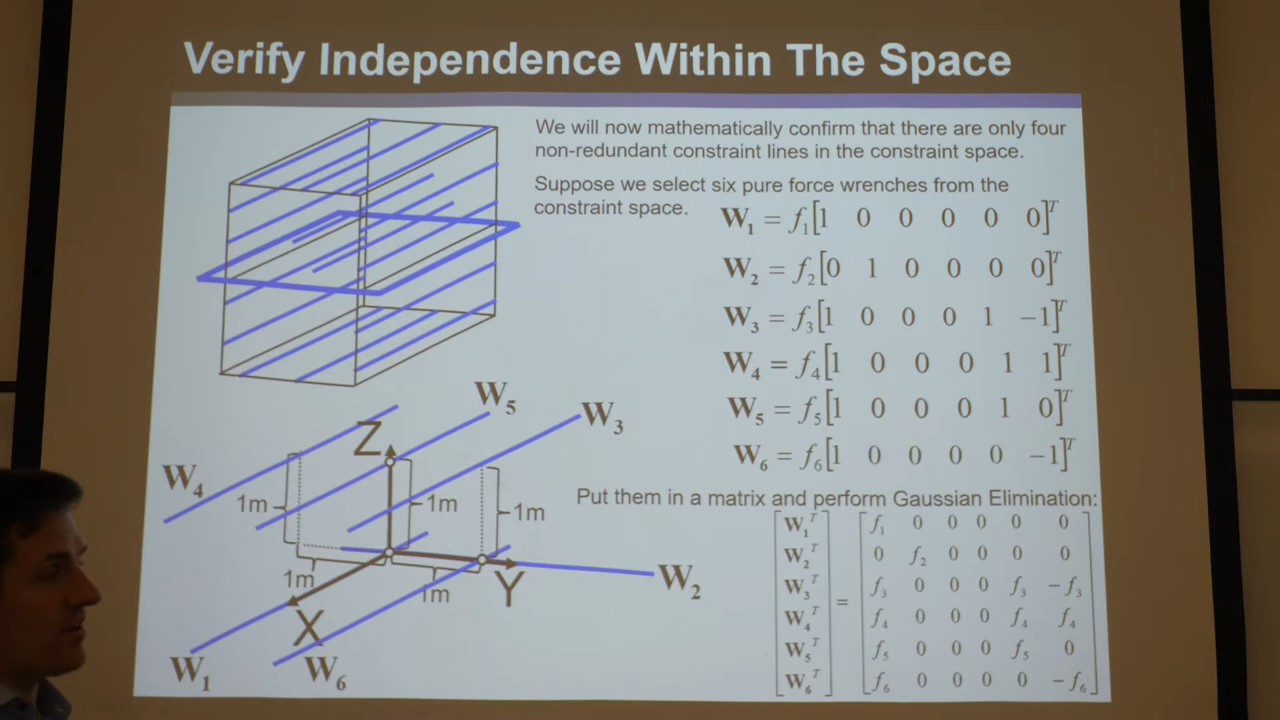 Verify Independence Within The Space
We will now mathematically confirm that there are only four
non-redundant constraint lines in the constraint space.
Suppose we select six pure force wrenches from the
constraint space.
W₁ = f₁[1 0 0 0 0 0]ᵀ
W₂ = f₂[0 1 0 0 0 0]ᵀ
W₃ = f₃[1 0 0 0 1 −1]ᵀ
W₄ = f₄[1 0 0 0 1 1]ᵀ
W₅ = f₅[1 0 0 0 1 0]ᵀ
W₆ = f₆[1 0 0 0 0 −1]ᵀ
W₅
W₃
Z
W₄
1m
1m
1m
1m
1m
X
Y
W₂
W₁
W₆
Put them in a matrix and perform Gaussian Elimination:
[W₁ᵀ] [f₁ 0 0 0 0 0]
[W₂ᵀ] [0 f₂ 0 0 0 0]
[W₃ᵀ] = [f₃ 0 0 0 f₃ −f₃]
[W₄ᵀ] [f₄ 0 0 0 f₄ f₄]
[W₅ᵀ] [f₅ 0 0 0 f₅ 0]
[W₆ᵀ] [f₆ 0 0 0 0 −f₆]